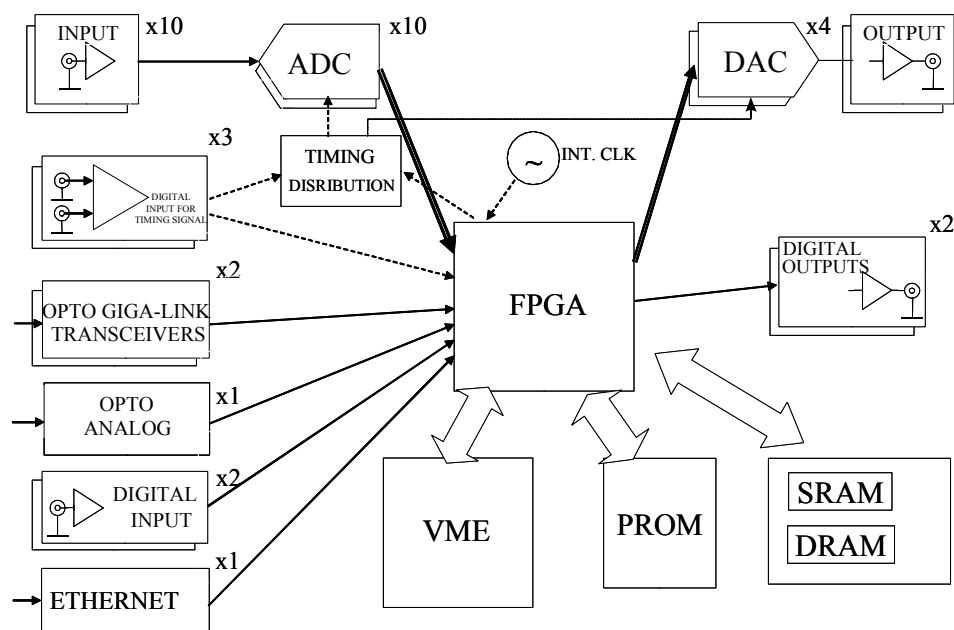 INPUT
x10
ADC
x10
DAC
x4
OUTPUT
x3
DIGITAL
INPUT FOR
TIMING SIGNAL
TIMING
DISRIBUTION
~
INT. CLK
x2
OPTO GIGA-LINK
TRANSCEIVERS
FPGA
x2
DIGITAL
OUTPUTS
x1
OPTO
ANALOG
x2
DIGITAL
INPUT
x1
ETHERNET
VME
PROM
SRAM
DRAM